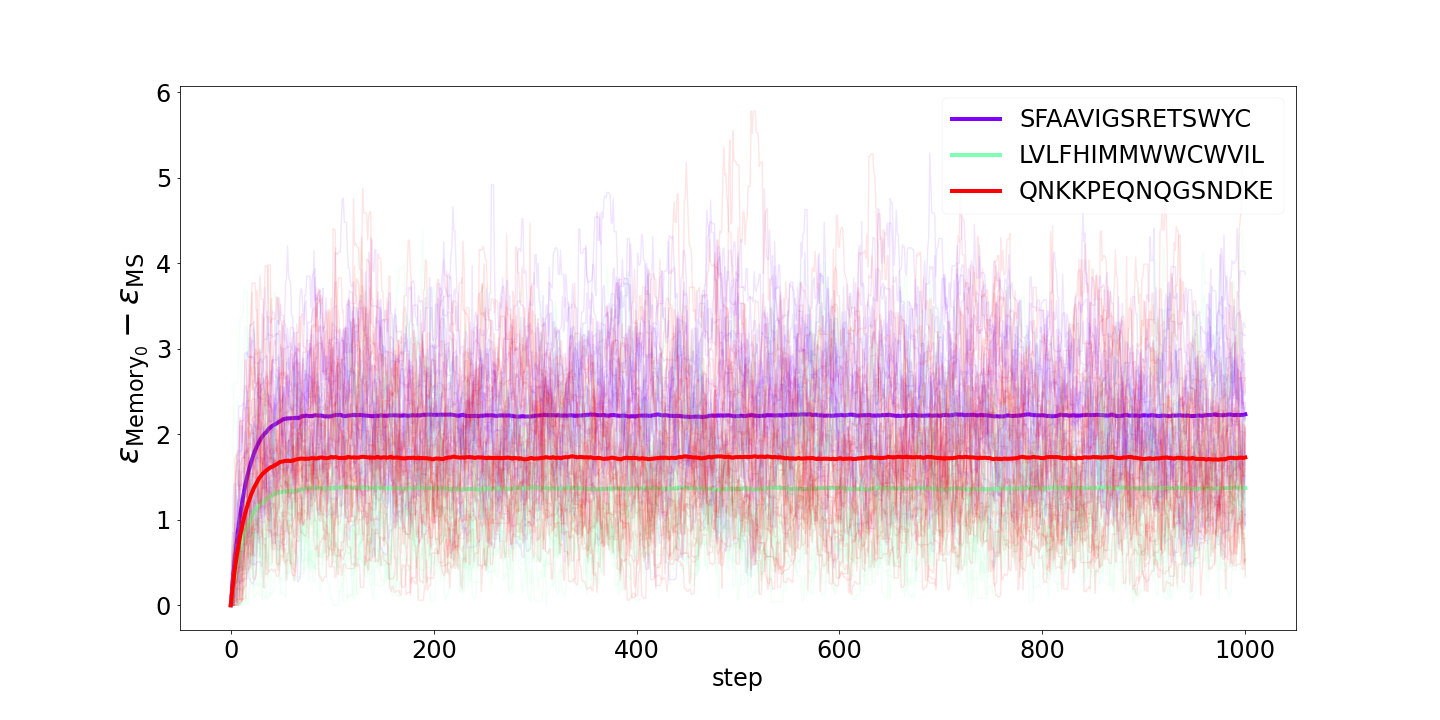 6
5
4
3
2
1
0
ε_Memory₀ − ε_MS
SFAAVIGSRETSWYC
LVLFHIMMWWCWVIL
QNKKPEQNQGSNDKE
0 200 400 600 800 1000
step